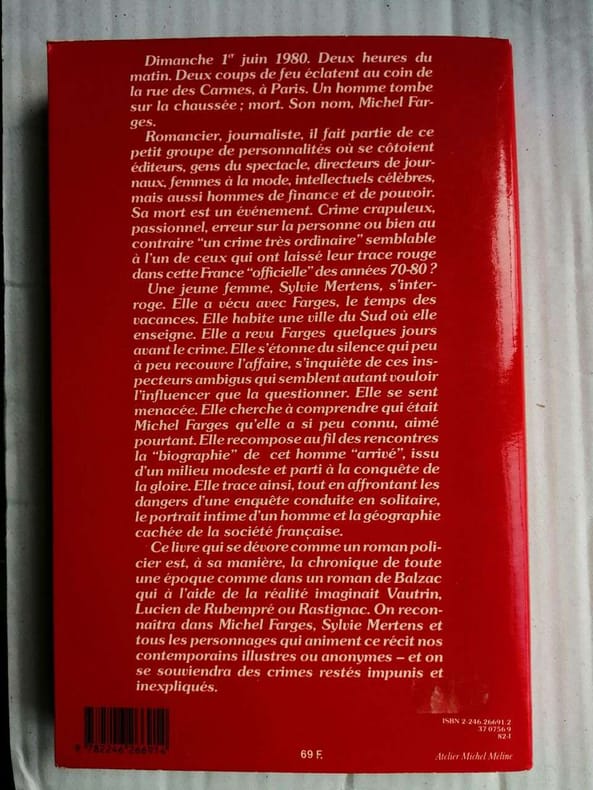 Dimanche 1er juin 1980. Deux heures du
matin. Deux coups de feu éclatent au coin de
la rue des Carmes, à Paris. Un homme tombe
sur la chaussée ; mort. Son nom, Michel Far-
ges.
Romancier, journaliste, il fait partie de ce
petit groupe de personnalités où se côtoient
éditeurs, gens du spectacle, directeurs de jour-
naux, femmes à la mode, intellectuels célèbres,
mais aussi hommes de finance et de pouvoir.
Sa mort est un événement. Crime crapuleux,
passionnel, erreur sur la personne ou bien au
contraire “un crime très ordinaire” semblable
à l'un de ceux qui ont laissé leur trace rouge
dans cette France “officielle” des années 70-80 ?
Une jeune femme, Sylvie Mertens, s'inter-
roge. Elle a vécu avec Farges, le temps des
vacances. Elle habite une ville du Sud où elle
enseigne. Elle a revu Farges quelques jours
avant le crime. Elle s'étonne du silence qui peu
à peu recouvre l'affaire, s'inquiète de ces ins-
pecteurs ambigus qui semblent autant vouloir
l'influencer que la questionner. Elle se sent
menacée. Elle cherche à comprendre qui était
Michel Farges qu'elle a si peu connu, aimé
pourtant. Elle recompose au fil des rencontres
la “biographie” de cet homme “arrivé”, issu
d'un milieu modeste et parti à la conquête de
la gloire. Elle trace ainsi, tout en affrontant les
dangers d'une enquête conduite en solitaire,
le portrait intime d'un homme et la géographie
cachée de la société française.
Ce livre qui se dévore comme un roman poli-
cier est, à sa manière, la chronique de toute
une époque comme dans un roman de Balzac
qui à l'aide de la réalité imaginait Vautrin,
Lucien de Rubempré ou Rastignac. On recon-
naîtra dans Michel Farges, Sylvie Mertens et
tous les personnages qui animent ce récit nos
contemporains illustres ou anonymes – et on
se souviendra des crimes restés impunis et
inexpliqués.
ISBN 2-246.26691.2
37 0756 9
82-I
9 782246 266914
69 F.
Atelier Michel Méline